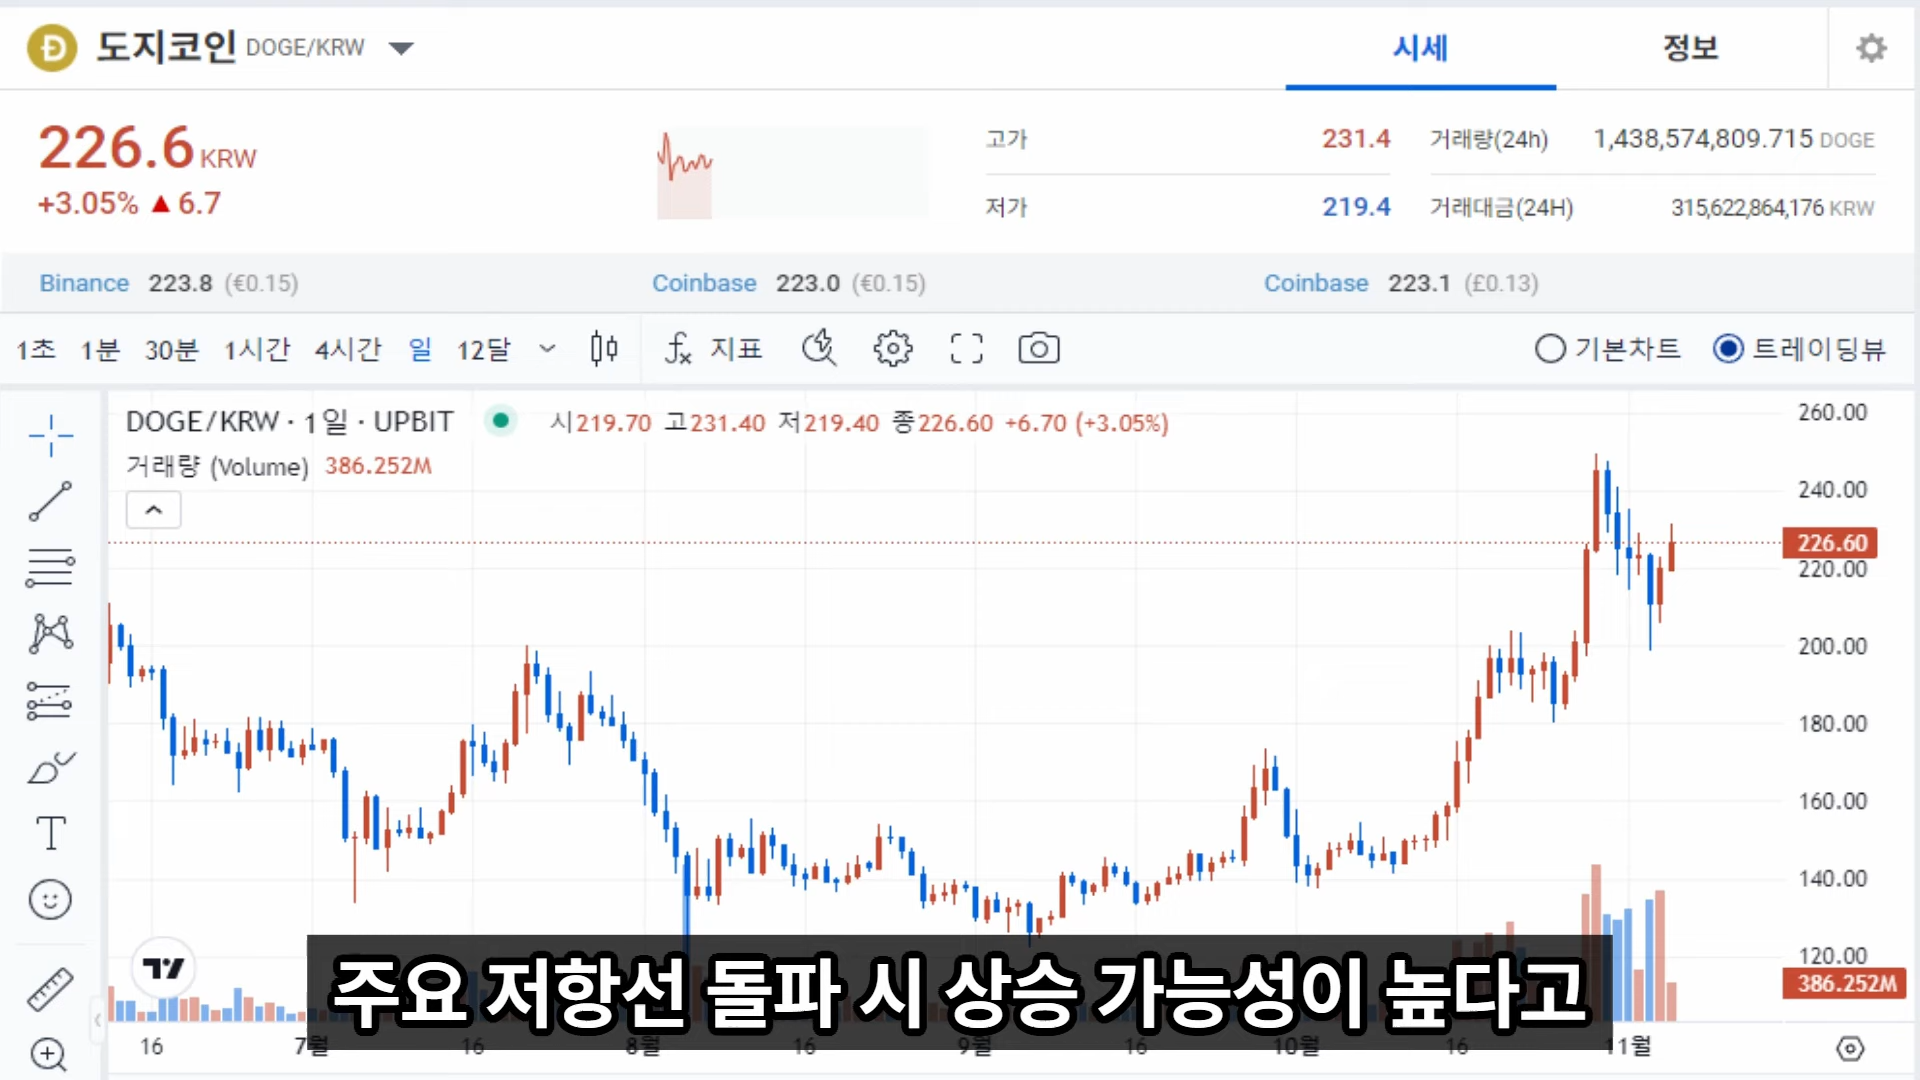 도지코인 DOGE/KRW
시세 정보
226.6 KRW
+3.05% ▲ 6.7
고가 231.4 거래량(24h) 1,438,574,809.715 DOGE
저가 219.4 거래대금(24H) 315,622,864,176 KRW
Binance 223.8 (€0.15) Coinbase 223.0 (€0.15) Coinbase 223.1 (£0.13)
1초 1분 30분 1시간 4시간 일 12달 fx 지표 기본차트 트레이딩뷰
DOGE/KRW · 1일 · UPBIT 시219.70 고231.40 저219.40 종226.60 +6.70 (+3.05%)
거래량 (Volume) 386.252M
260.00
240.00
226.60
220.00
200.00
180.00
160.00
140.00
120.00
386.252M
주요 저항선 돌파 시 상승 가능성이 높다고
16 7월 16 8월 16 9월 16 10월 16 11월